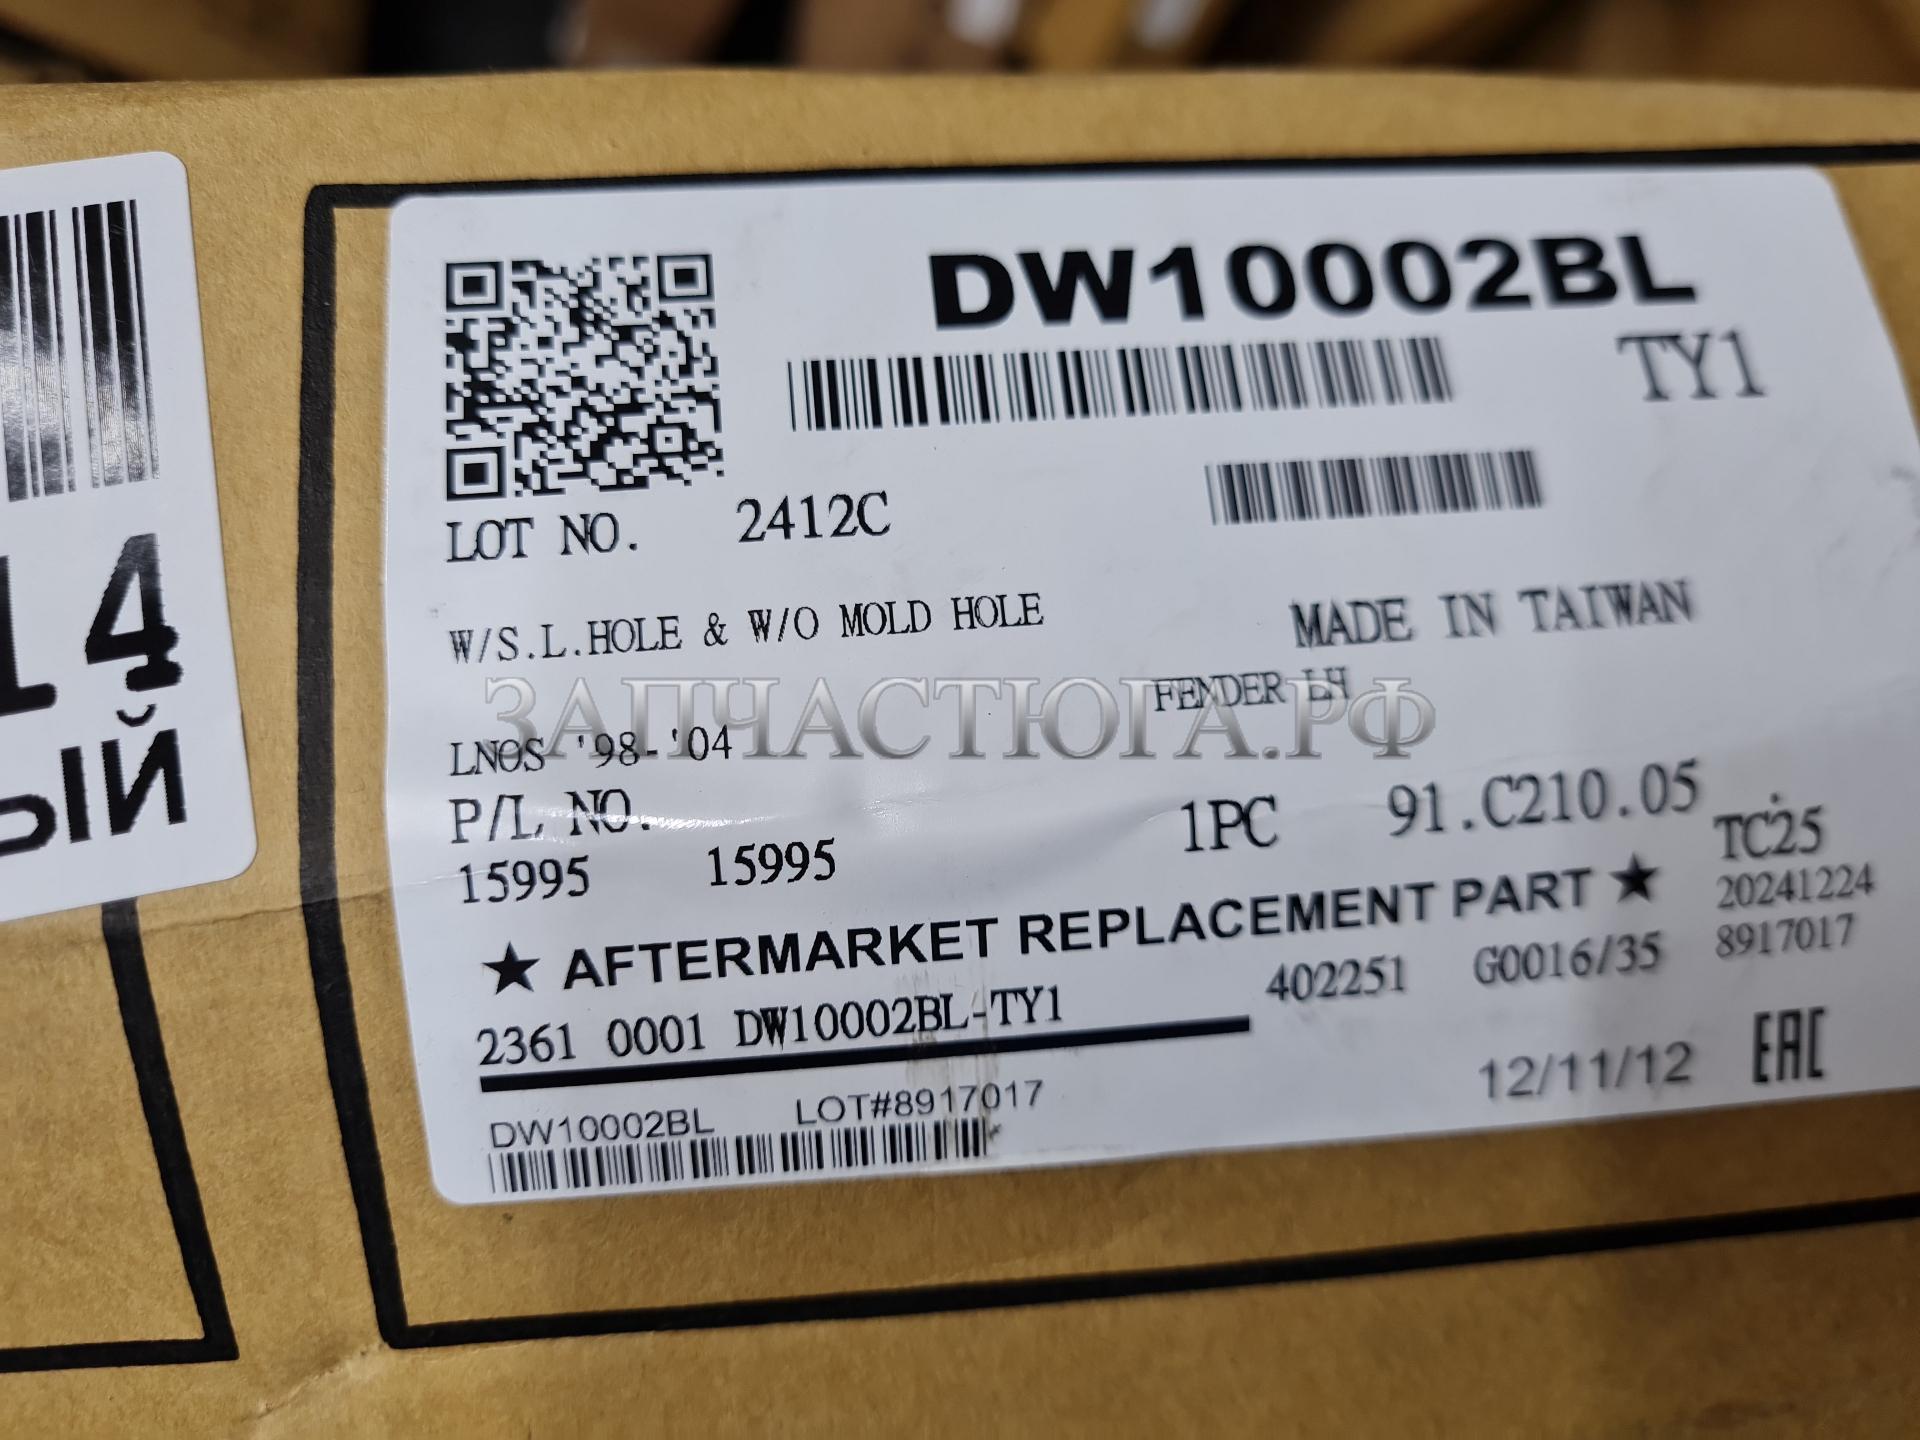 DW10002BL
TY1
LOT NO. 2412C
W/S.L.HOLE & W/O MOLD HOLE
MADE IN TAIWAN
FENDER LH
ЗАПЧАСТЮГА.РФ
LNOS '98-'04
P/L NO.
1PC 91.C210.05
15995 15995
TC25
20241224
8917017
★ AFTERMARKET REPLACEMENT PART ★
402251 G0016/35
2361 0001 DW10002BL-TY1
12/11/12 EAC
DW10002BL LOT#8917017
14
ЫЙ